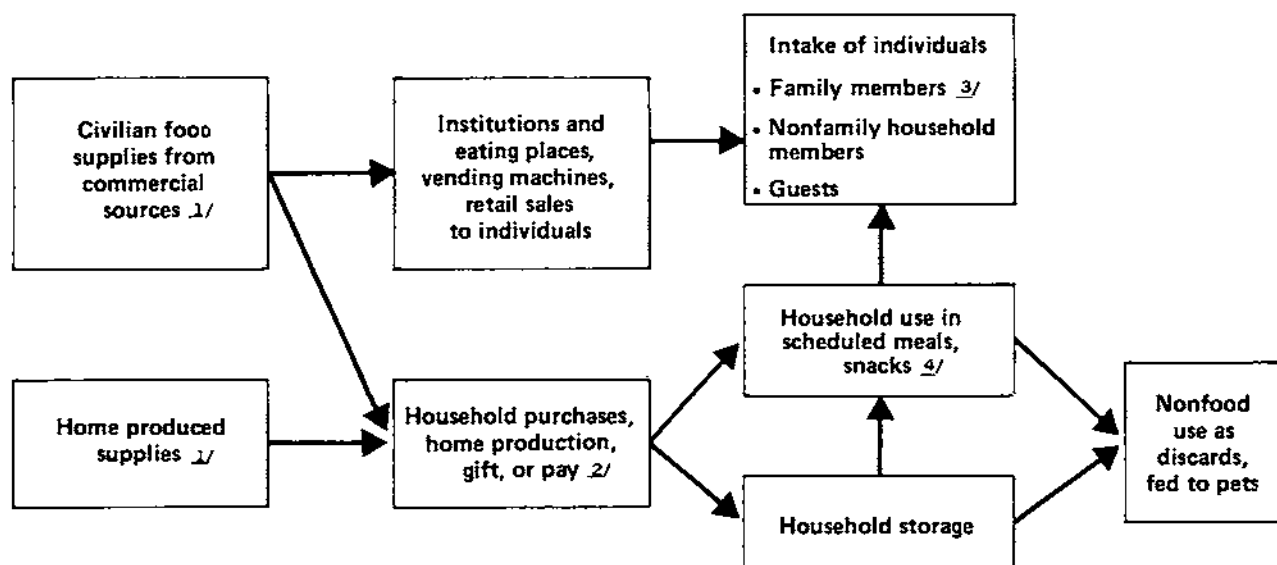 Civilian food
supplies from
commercial
sources 1/
Institutions and
eating places,
vending machines,
retail sales
to individuals
Intake of individuals
• Family members 3/
• Nonfamily household
members
• Guests
Home produced
supplies 1/
Household purchases,
home production,
gift, or pay 2/
Household use in
scheduled meals,
snacks 4/
Household storage
Nonfood
use as
discards,
fed to pets